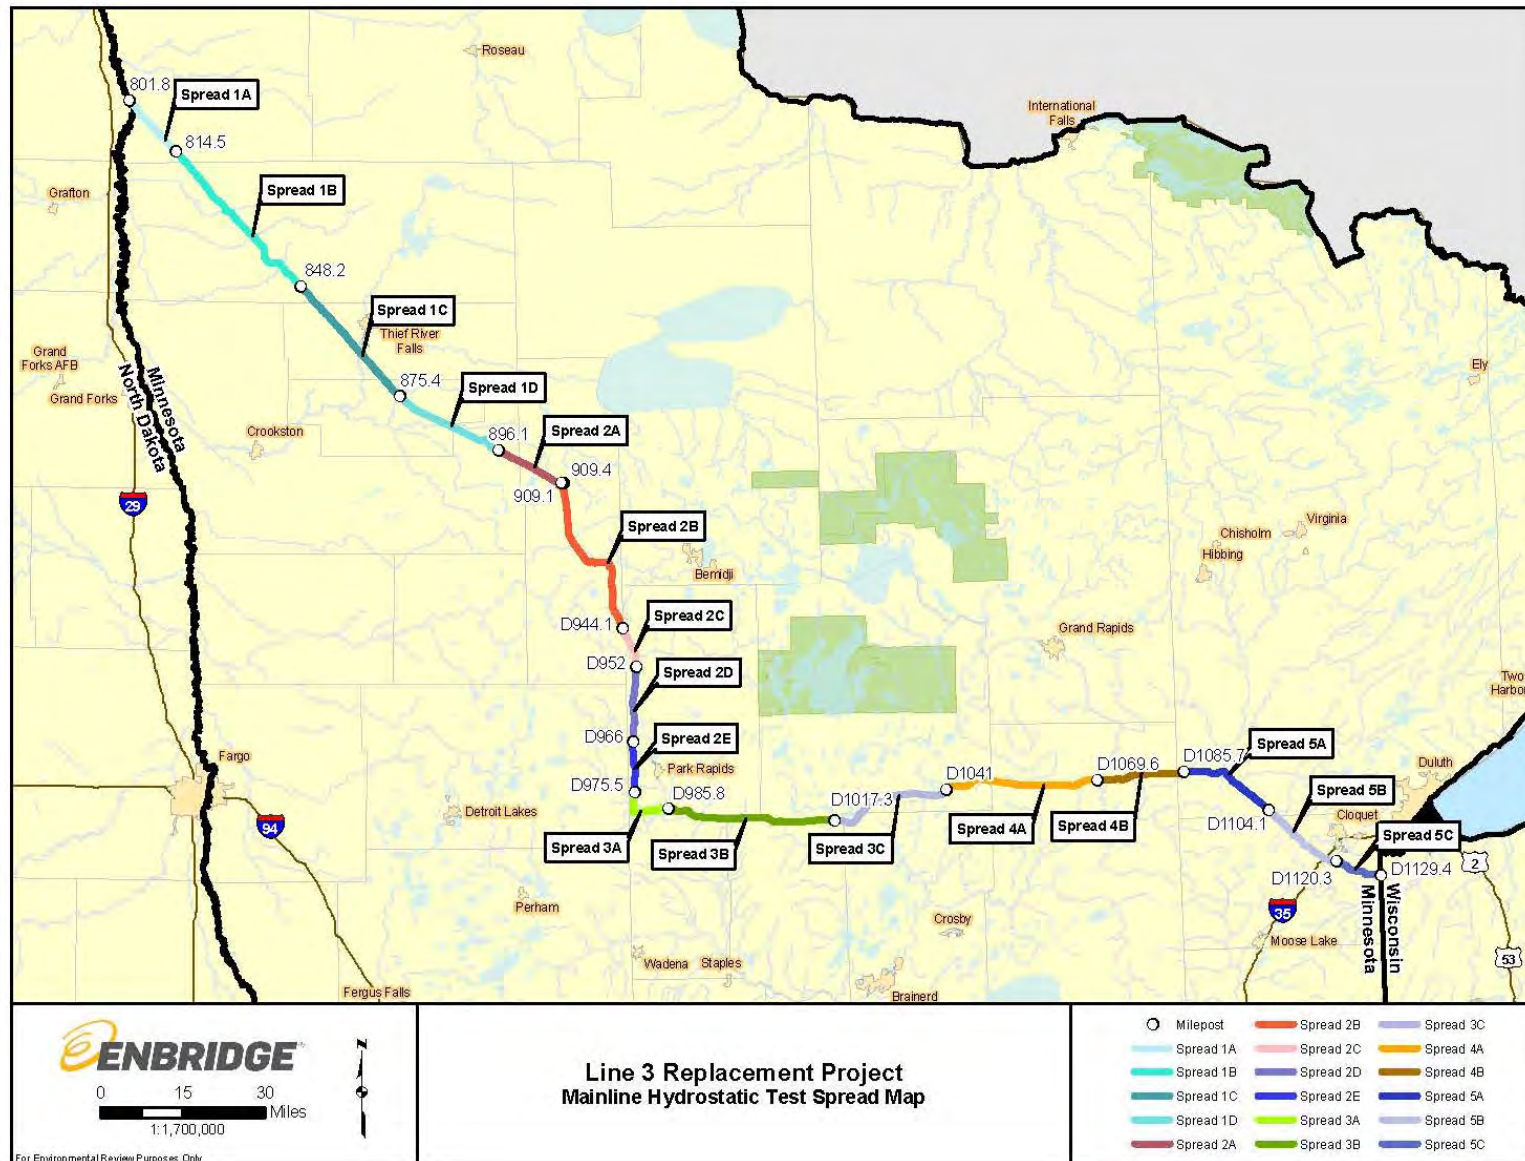 Roseau
801.8
Spread 1A
International
Falls
814.5
Grafton
Spread 1B
848.2
Spread 1C
Thief River
Falls
Grand
Forks AFB
Grand Forks
Minnesota
North Dakota
Ely
875.4
Spread 1D
Crookston
896.1
Spread 2A
909.4
909.1
29
Spread 2B
Virginia
Chisholm
Hibbing
Bemidji
D944.1
Spread 2C
Grand Rapids
D952
Spread 2D
Two
Harbor
D966
Spread 2E
Fargo
Park Rapids
D975.5
D985.8
D1017.3
D1041
D1069.6
D1085.7
Spread 5A
Duluth
Spread 5B
Detroit Lakes
94
Spread 3A
Spread 3B
Spread 3C
Spread 4A
Spread 4B
D1104.1
Cloquet
Spread 5C
D1120.3
D1129.4
2
Perham
Crosby
35
Moose Lake
Wisconsin
Minnesota
53
Wadena
Staples
Fergus Falls
Brainerd
ENBRIDGE
0 15 30
Miles
1:1,700,000
N
For Environmental Review Purposes Only
Line 3 Replacement Project
Mainline Hydrostatic Test Spread Map
Milepost
Spread 1A
Spread 1B
Spread 1C
Spread 1D
Spread 2A
Spread 2B
Spread 2C
Spread 2D
Spread 2E
Spread 3A
Spread 3B
Spread 3C
Spread 4A
Spread 4B
Spread 5A
Spread 5B
Spread 5C